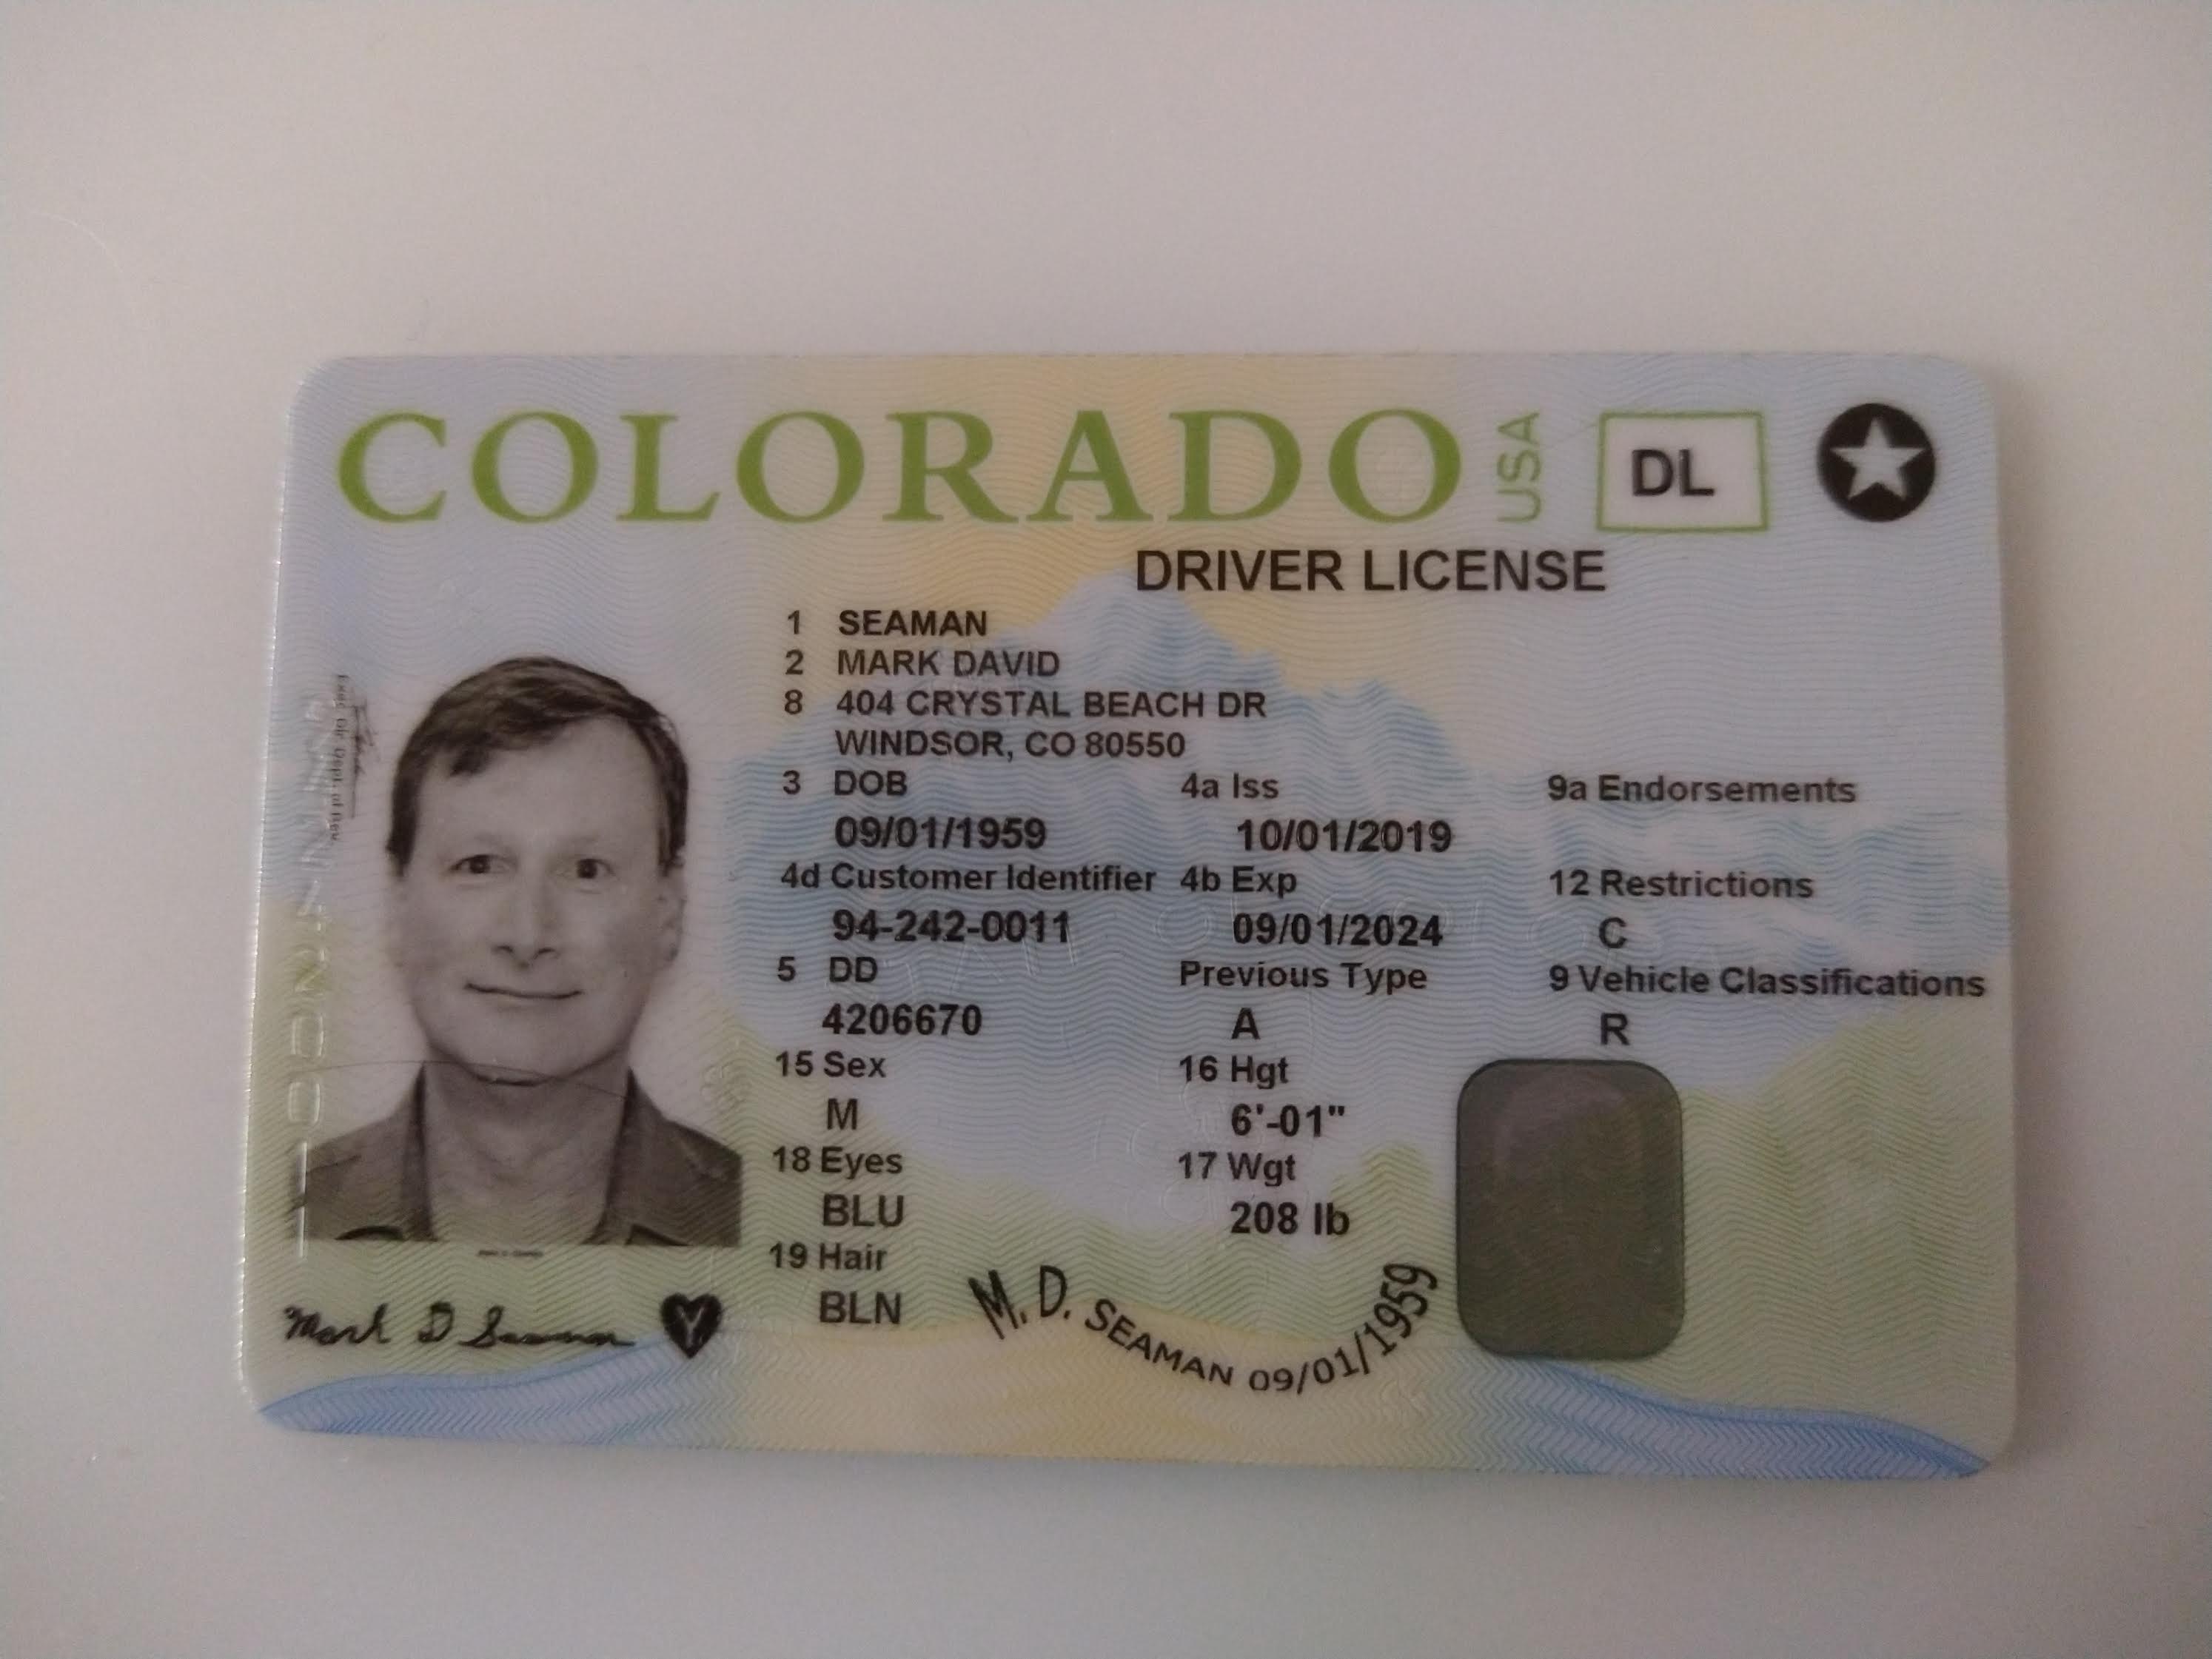 COLORADO USA DL
DRIVER LICENSE
1 SEAMAN
2 MARK DAVID
8 404 CRYSTAL BEACH DR
WINDSOR, CO 80550
3 DOB 4a Iss 9a Endorsements
09/01/1959 10/01/2019
4d Customer Identifier 4b Exp 12 Restrictions
94-242-0011 09/01/2024 C
5 DD Previous Type 9 Vehicle Classifications
4206670 A R
15 Sex 16 Hgt
M 6'-01"
18 Eyes 17 Wgt
BLU 208 lb
19 Hair
BLN
Mark D Seaman Y
M. D. SEAMAN 09/01/1959